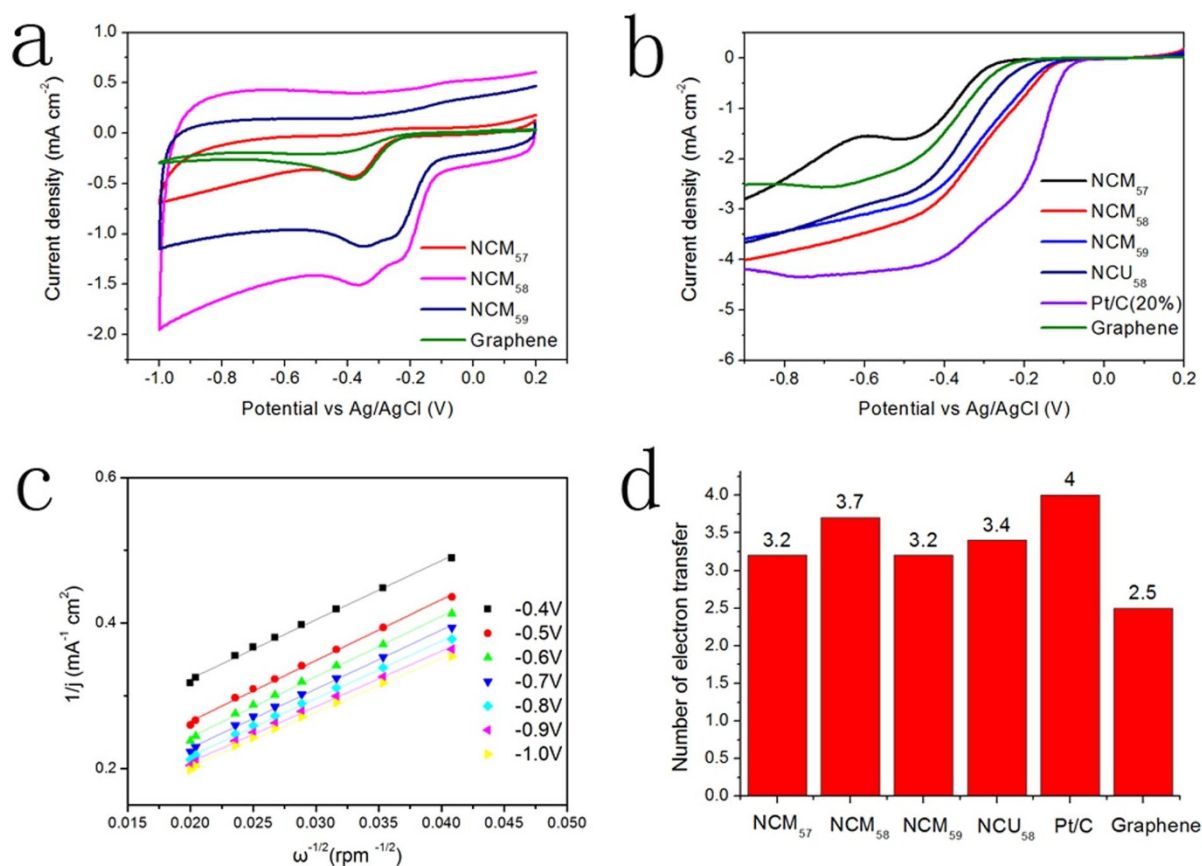 a
1.0
0.5
0.0
-0.5
-1.0
-1.5
-2.0
Current density (mA cm⁻²)
NCM₅₇
NCM₅₈
NCM₅₉
Graphene
-1.0 -0.8 -0.6 -0.4 -0.2 0.0 0.2
Potential vs Ag/AgCl (V)
b
0
-1
-2
-3
-4
-5
-6
Current density (mA cm⁻²)
NCM₅₇
NCM₅₈
NCM₅₉
NCU₅₈
Pt/C(20%)
Graphene
-0.8 -0.6 -0.4 -0.2 0.0 0.2
Potential vs Ag/AgCl (V)
c
0.6
0.4
0.2
1/j (mA⁻¹ cm²)
-0.4V
-0.5V
-0.6V
-0.7V
-0.8V
-0.9V
-1.0V
0.015 0.020 0.025 0.030 0.035 0.040 0.045 0.050
ω⁻¹/²(rpm ⁻¹/²)
d
4.0
3.5
3.0
2.5
2.0
1.5
1.0
0.5
0.0
Number of electron transfer
3.2 3.7 3.2 3.4 4 2.5
NCM₅₇ NCM₅₈ NCM₅₉ NCU₅₈ Pt/C Graphene